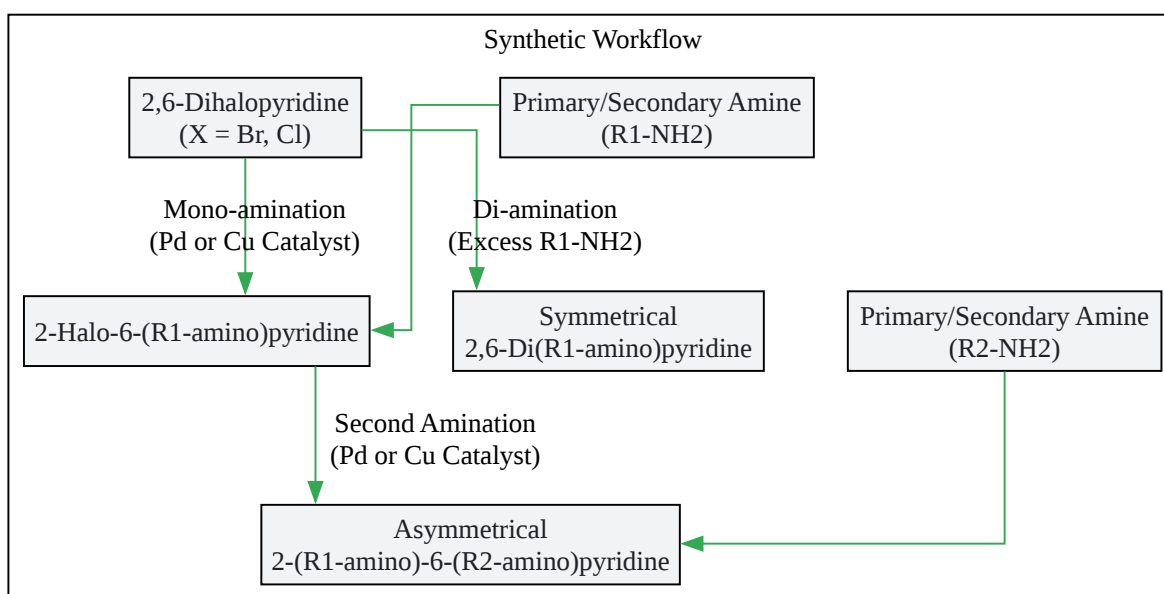 Synthetic Workflow
2,6-Dihalopyridine
(X = Br, Cl)
Primary/Secondary Amine
(R1-NH2)
Mono-amination
(Pd or Cu Catalyst)
Di-amination
(Excess R1-NH2)
2-Halo-6-(R1-amino)pyridine
Symmetrical
2,6-Di(R1-amino)pyridine
Primary/Secondary Amine
(R2-NH2)
Second Amination
(Pd or Cu Catalyst)
Asymmetrical
2-(R1-amino)-6-(R2-amino)pyridine